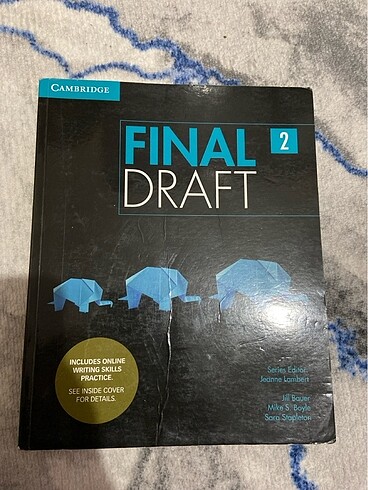 CAMBRIDGE
FINAL 2
DRAFT
INCLUDES ONLINE
WRITING SKILLS
PRACTICE.
SEE INSIDE COVER
FOR DETAILS.
Series Editor
Jeanne Lambert
Jill Bauer
Mike S. Boyle
Sara Stapleton